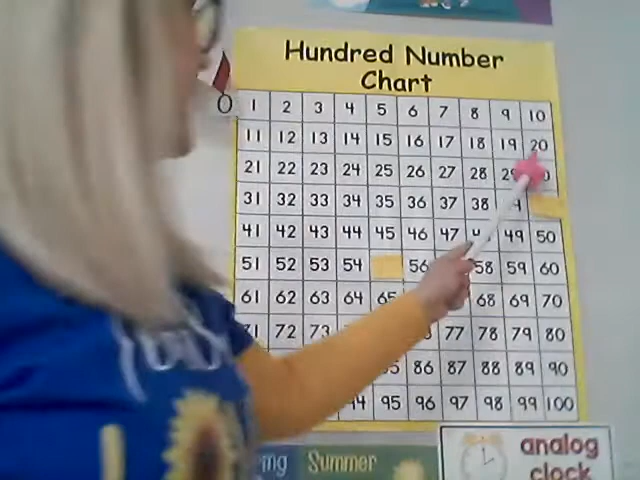 Hundred Number
Chart
0 1 2 3 4 5 6 7 8 9 10
11 12 13 14 15 16 17 18 19 20
21 22 23 24 25 26 27 28
31 32 33 34 35 36 37 38
41 42 43 44 45 46 47 49 50
51 52 53 54 56 58 59 60
61 62 63 64 65 68 69 70
71 72 73 77 78 79 80
86 87 88 89 90
95 96 97 98 99 100
Summer
analog
clock